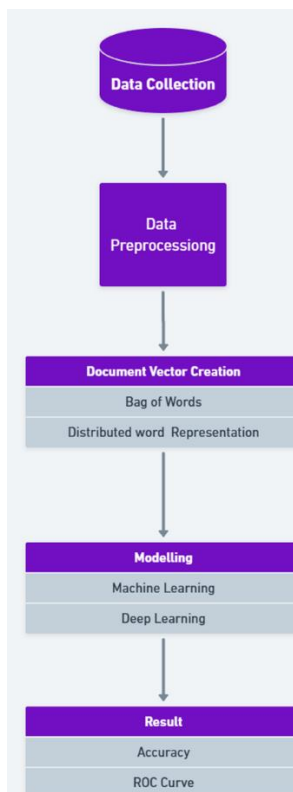 Data Collection
Data
Preprocessiong
Document Vector Creation
Bag of Words
Distributed word Representation
Modelling
Machine Learning
Deep Learning
Result
Accuracy
ROC Curve